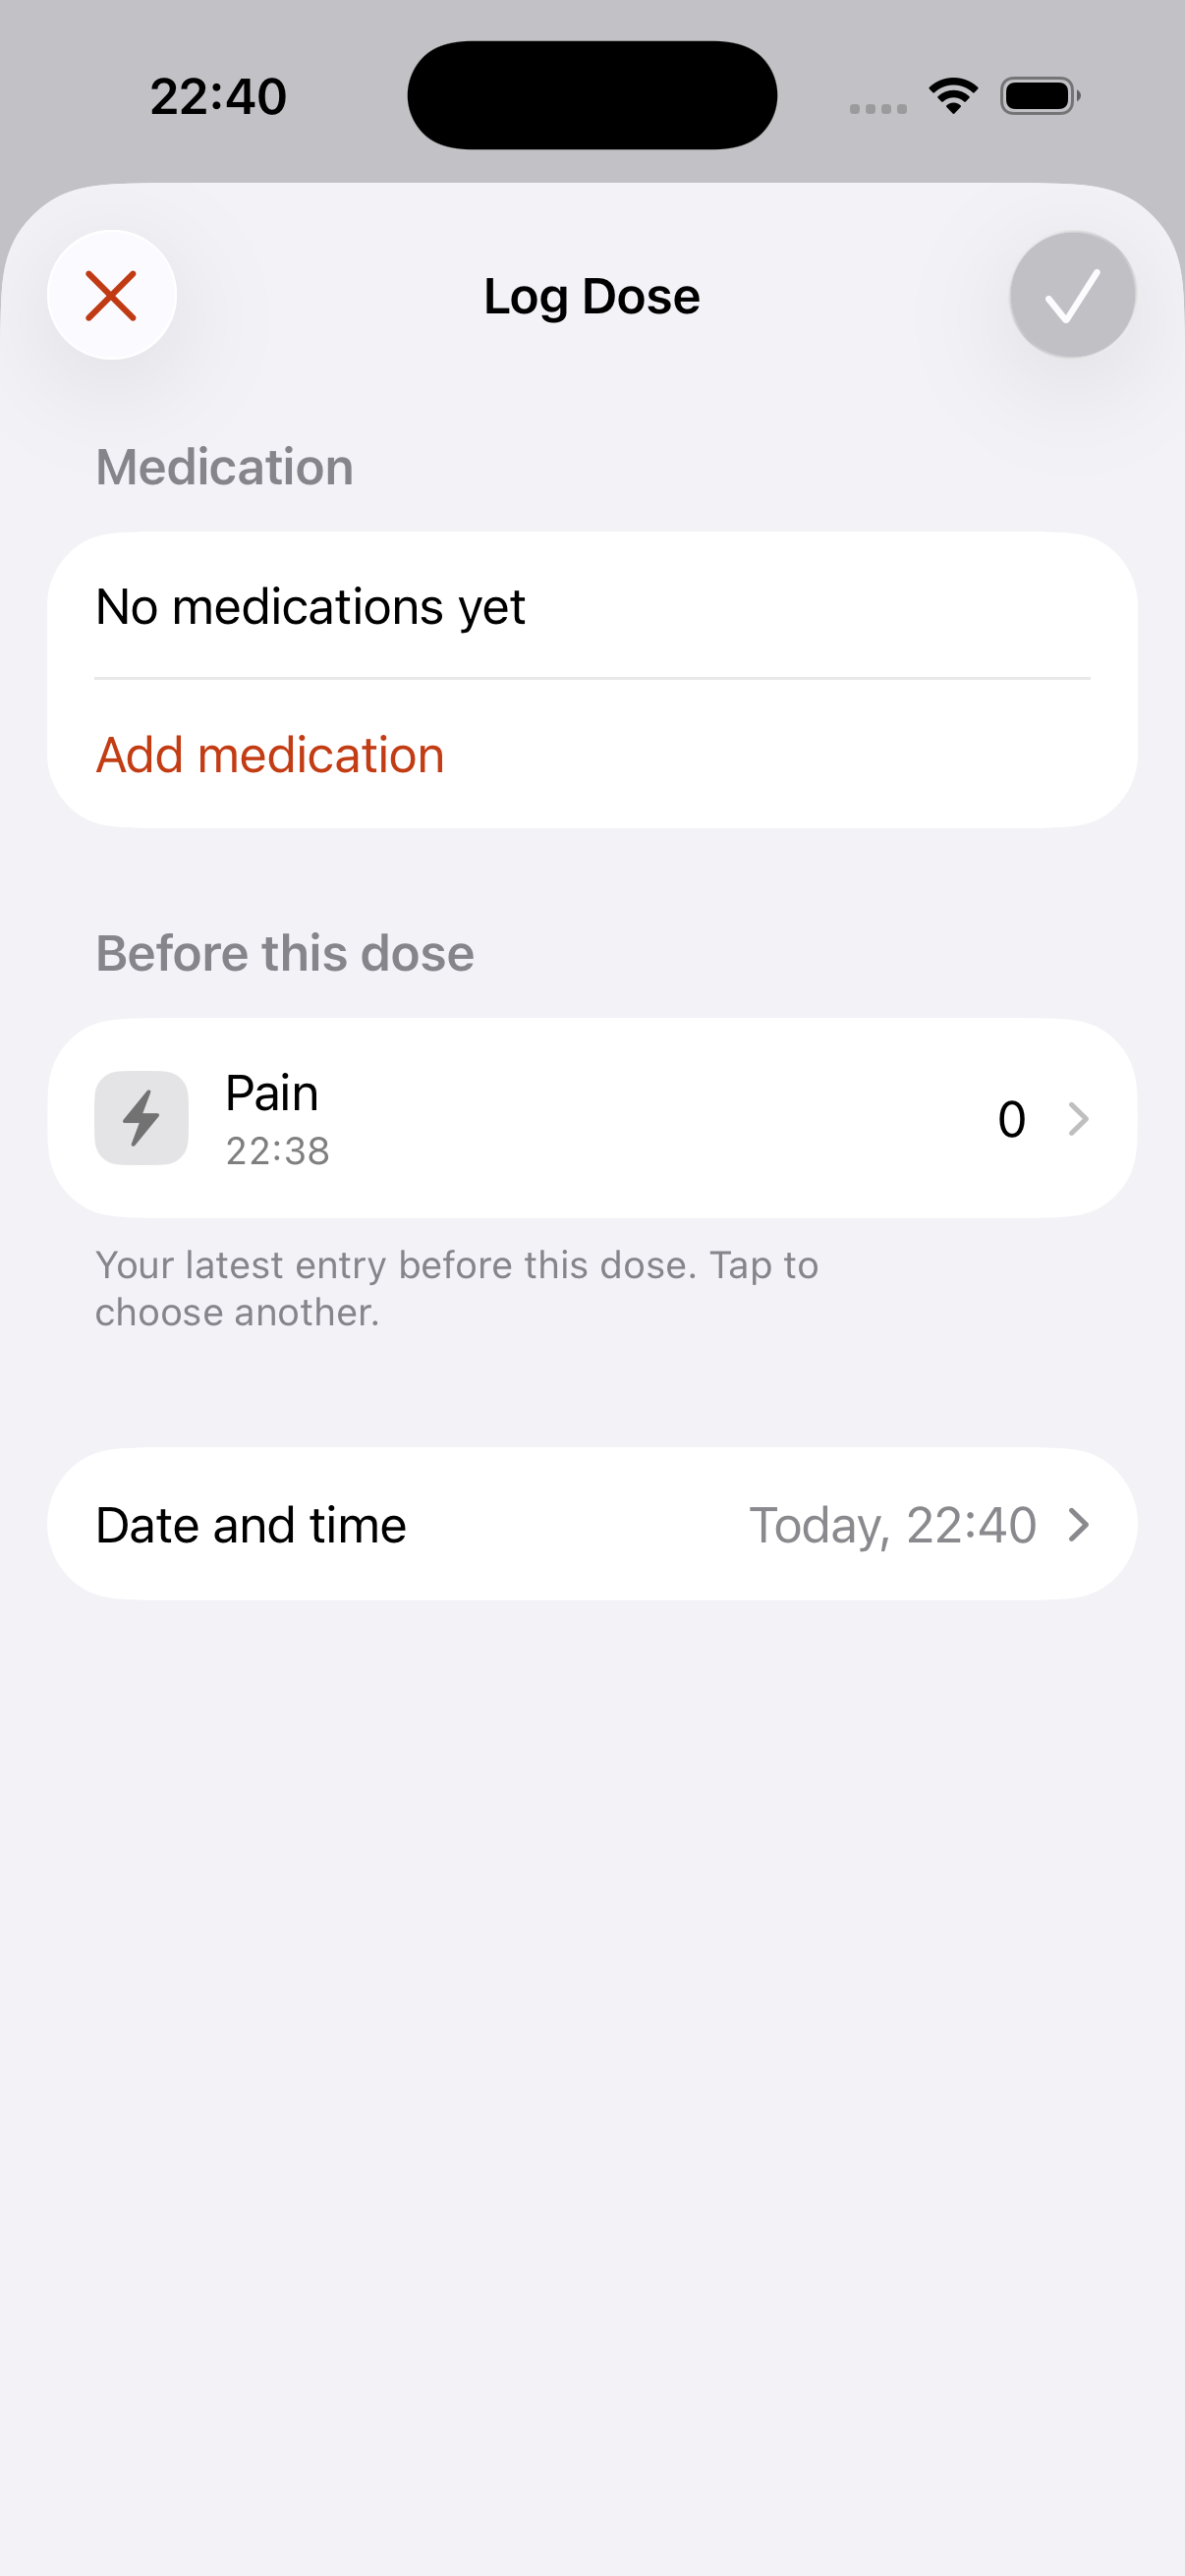 22:40
Log Dose
Medication
No medications yet
Add medication
Before this dose
Pain
22:38
0
Your latest entry before this dose. Tap to
choose another.
Date and time
Today, 22:40